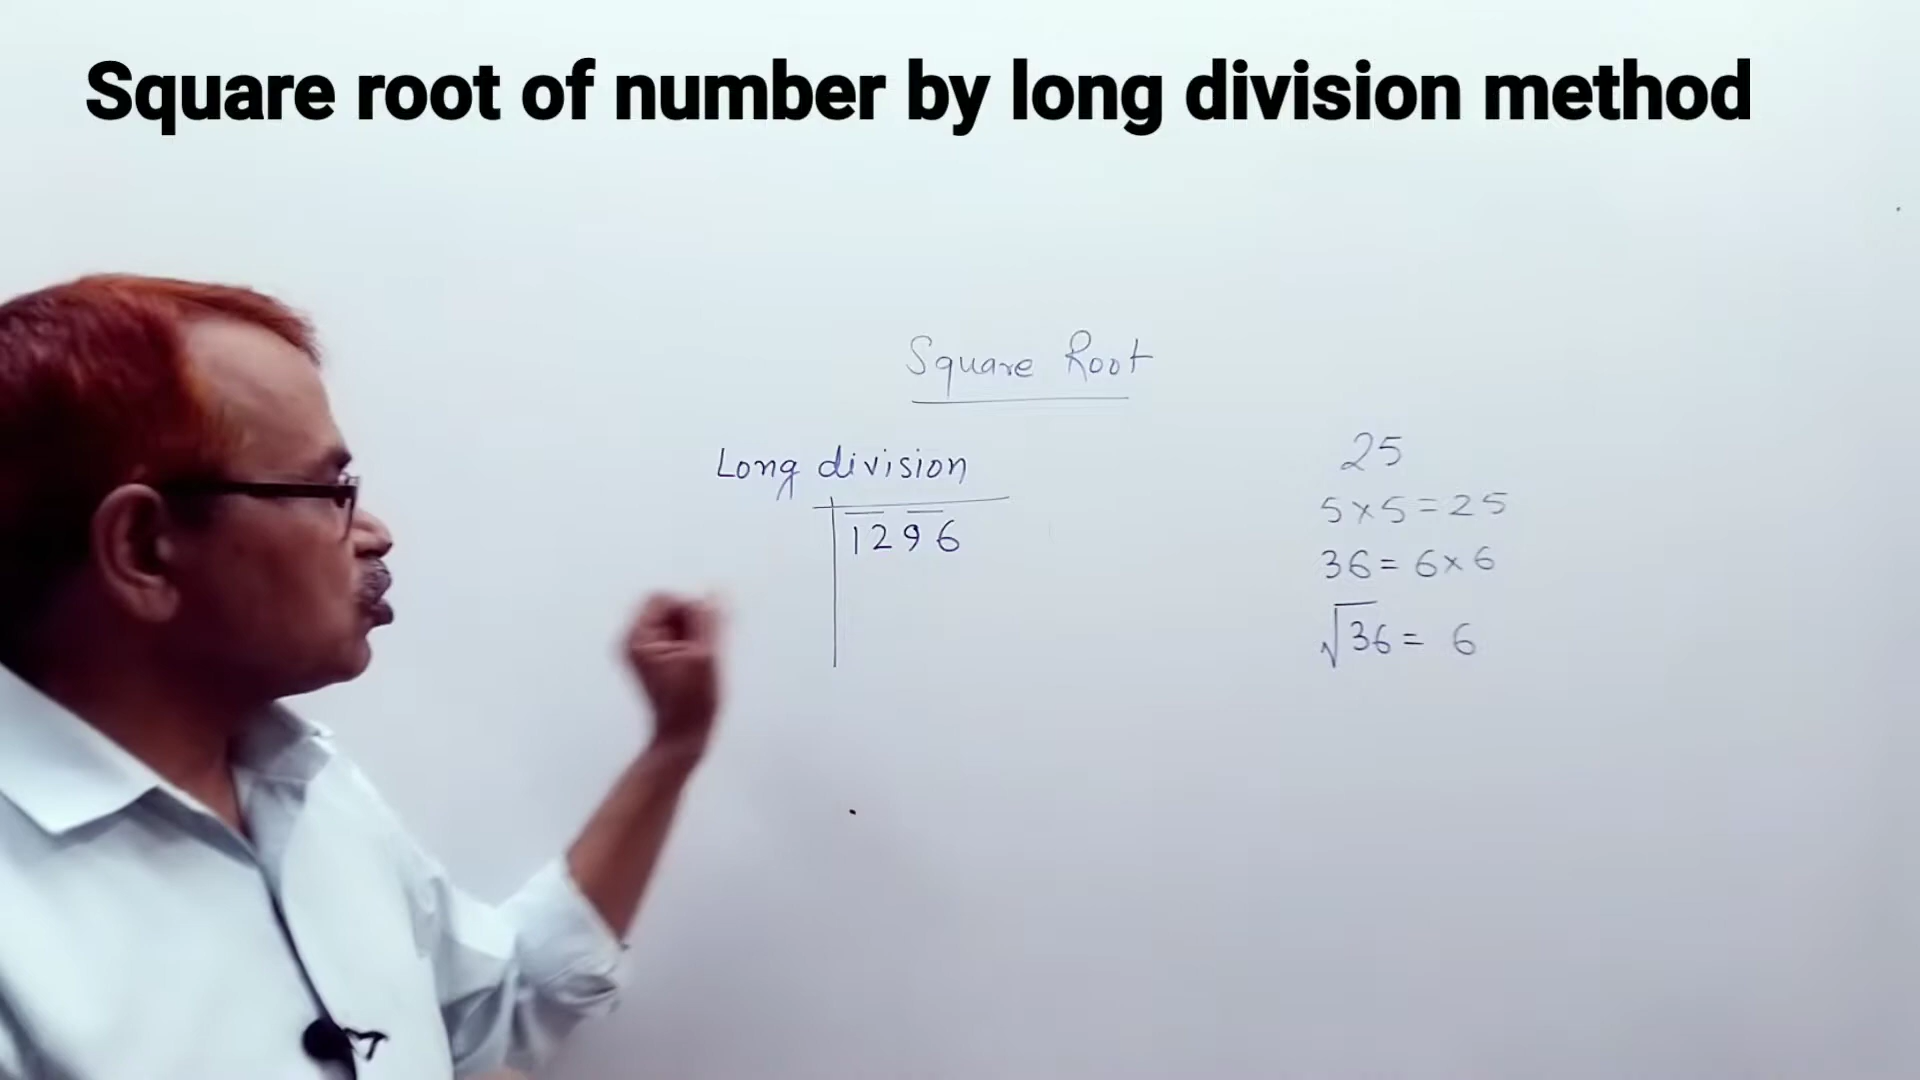 Square root of number by long division method
Square Root
Long division
1296
25
5×5=25
36=6×6
√36= 6